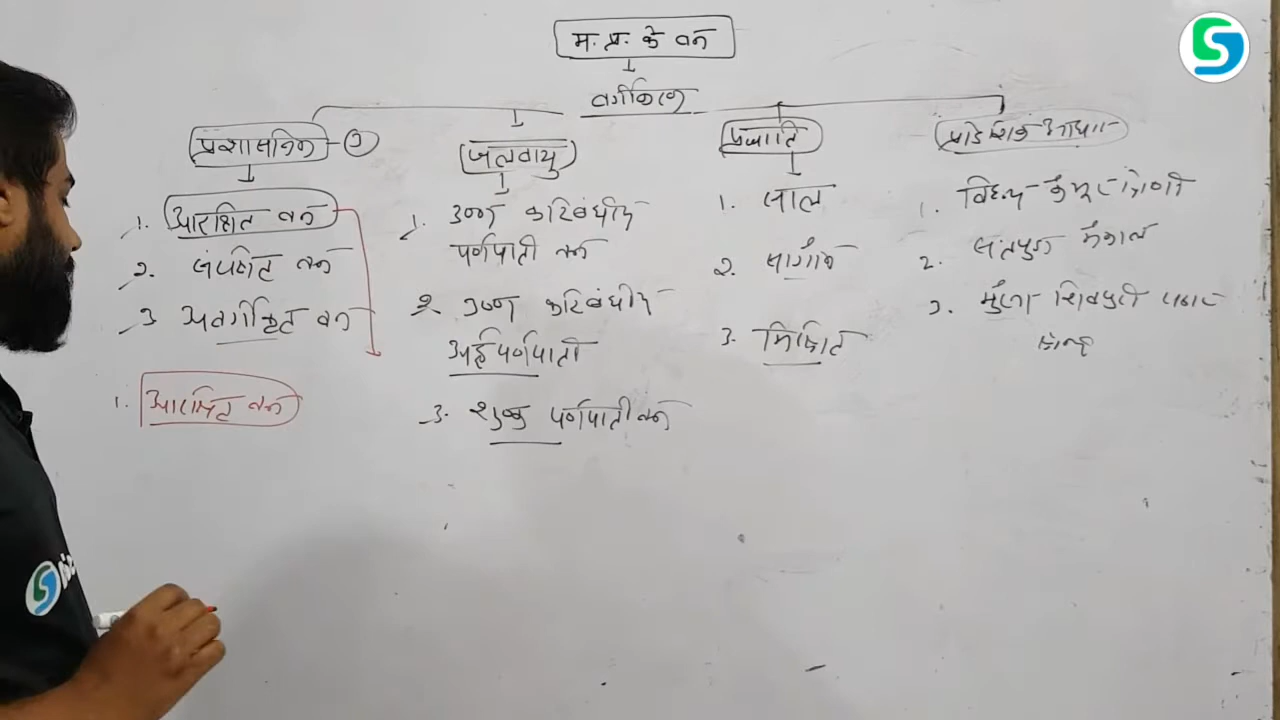 म. प्र. के वन
वर्गीकरण
प्रशासनिक - ①
1. आरक्षित वन
2. संरक्षित वन
3 अवर्गीकृत वन
1. आरक्षित वन
जलवायु
1. उष्ण कटिबंधीय
पर्णपाती वन
2. उष्ण कटिबंधीय
अर्द्धपर्णपाती
3. शुष्क पर्णपाती वन
प्रजाति
1. साल
2. सागौन
3. मिश्रित
प्रादेशिक आधार
1. विंध्य कैमूर श्रेणी
2. सतपुड़ा मैकाल
3. मुरैना शिवपुरी पठार
S